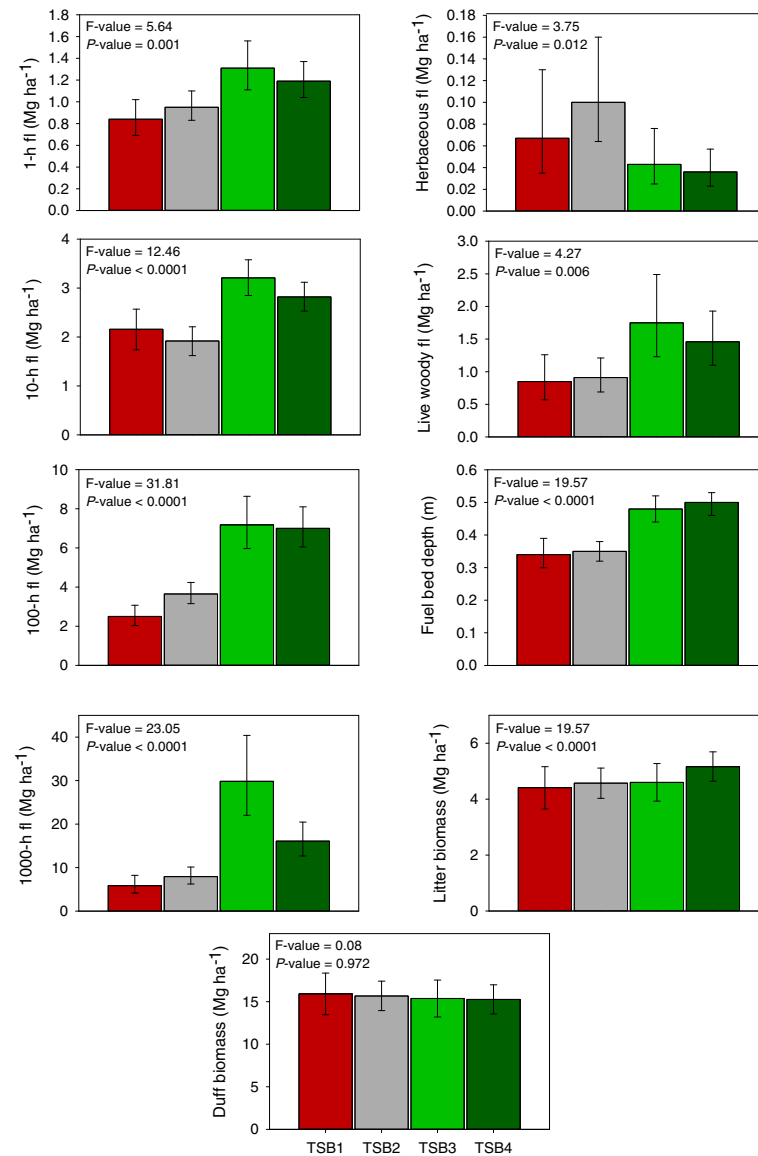 1.8
1.6
1.4
1.2
1.0
0.8
0.6
0.4
0.2
0.0
1-h fl (Mg ha⁻¹)
F-value = 5.64
P-value = 0.001
0.18
0.16
0.14
0.12
0.10
0.08
0.06
0.04
0.02
0.00
Herbaceous fl (Mg ha⁻¹)
F-value = 3.75
P-value = 0.012
4
3
2
1
0
10-h fl (Mg ha⁻¹)
F-value = 12.46
P-value < 0.0001
3.0
2.5
2.0
1.5
1.0
0.5
0.0
Live woody fl (Mg ha⁻¹)
F-value = 4.27
P-value = 0.006
10
8
6
4
2
0
100-h fl (Mg ha⁻¹)
F-value = 31.81
P-value < 0.0001
0.6
0.5
0.4
0.3
0.2
0.1
0.0
Fuel bed depth (m)
F-value = 19.57
P-value < 0.0001
40
30
20
10
0
1000-h fl (Mg ha⁻¹)
F-value = 23.05
P-value < 0.0001
6
4
2
0
Litter biomass (Mg ha⁻¹)
F-value = 19.57
P-value < 0.0001
20
15
10
5
0
Duff biomass (Mg ha⁻¹)
F-value = 0.08
P-value = 0.972
TSB1 TSB2 TSB3 TSB4